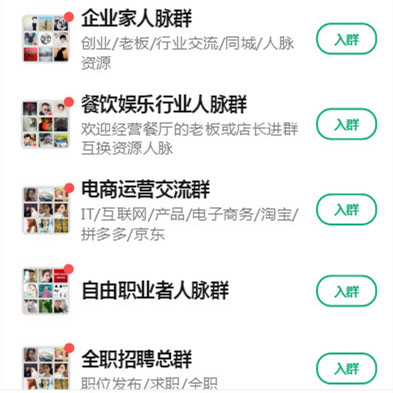 企业家人脉群
创业/老板/行业交流/同城/人脉
资源
入群
餐饮娱乐行业人脉群
欢迎经营餐厅的老板或店长进群
互换资源人脉
入群
电商运营交流群
IT/互联网/产品/电子商务/淘宝/
拼多多/京东
入群
自由职业者人脉群
入群
全职招聘总群
职位发布/求职/全职
入群